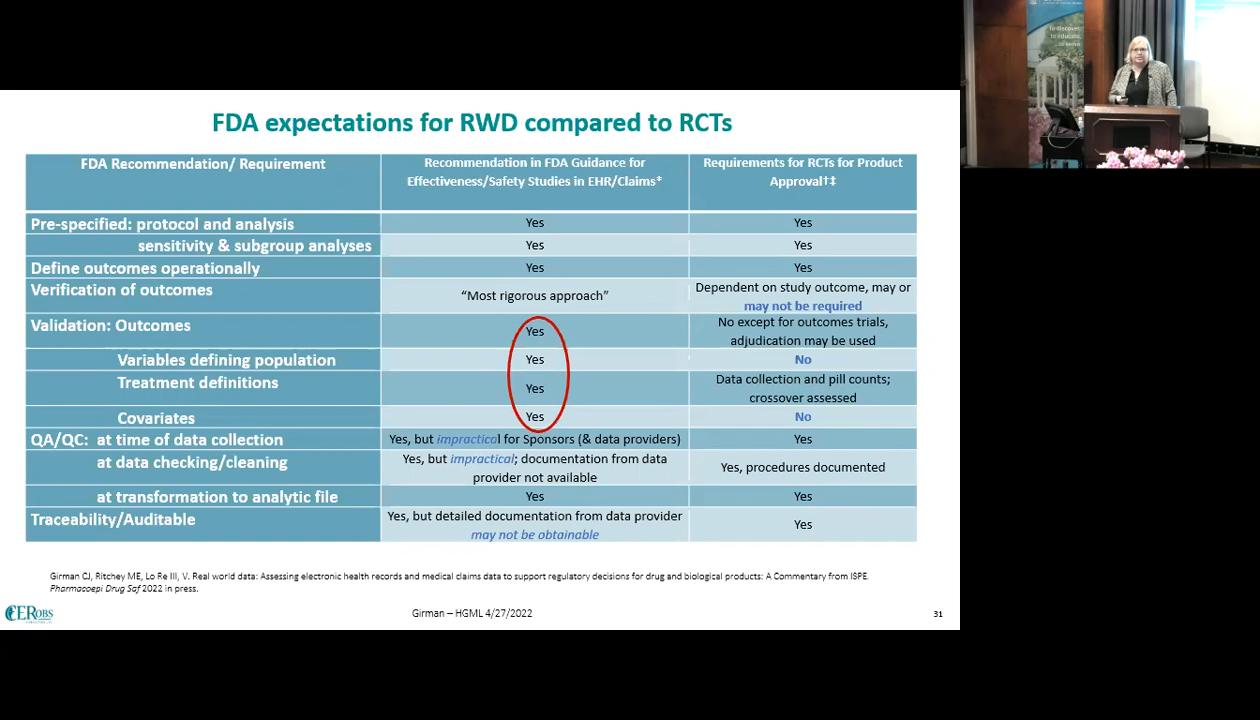 FDA expectations for RWD compared to RCTs
FDA Recommendation/ Requirement
Recommendation in FDA Guidance for
Effectiveness/Safety Studies in EHR/Claims*
Requirements for RCTs for Product
Approval†‡
Pre-specified: protocol and analysis
Yes
Yes
sensitivity & subgroup analyses
Yes
Yes
Define outcomes operationally
Yes
Yes
Verification of outcomes
“Most rigorous approach”
Dependent on study outcome, may or
may not be required
Validation: Outcomes
Yes
No except for outcomes trials,
adjudication may be used
Variables defining population
Yes
No
Treatment definitions
Yes
Data collection and pill counts;
crossover assessed
Covariates
Yes
No
QA/QC: at time of data collection
Yes, but impractical for Sponsors (& data providers)
Yes
at data checking/cleaning
Yes, but impractical; documentation from data
provider not available
Yes, procedures documented
at transformation to analytic file
Yes
Yes
Traceability/Auditable
Yes, but detailed documentation from data provider
may not be obtainable
Yes
Girman CJ, Ritchey ME, Lo Re III, V. Real world data: Assessing electronic health records and medical claims data to support regulatory decisions for drug and biological products: A Commentary from ISPE.
Pharmacoepi Drug Saf 2022 in press.
CERobs
Girman – HGML 4/27/2022
31
To discover,
to educate,
to serve